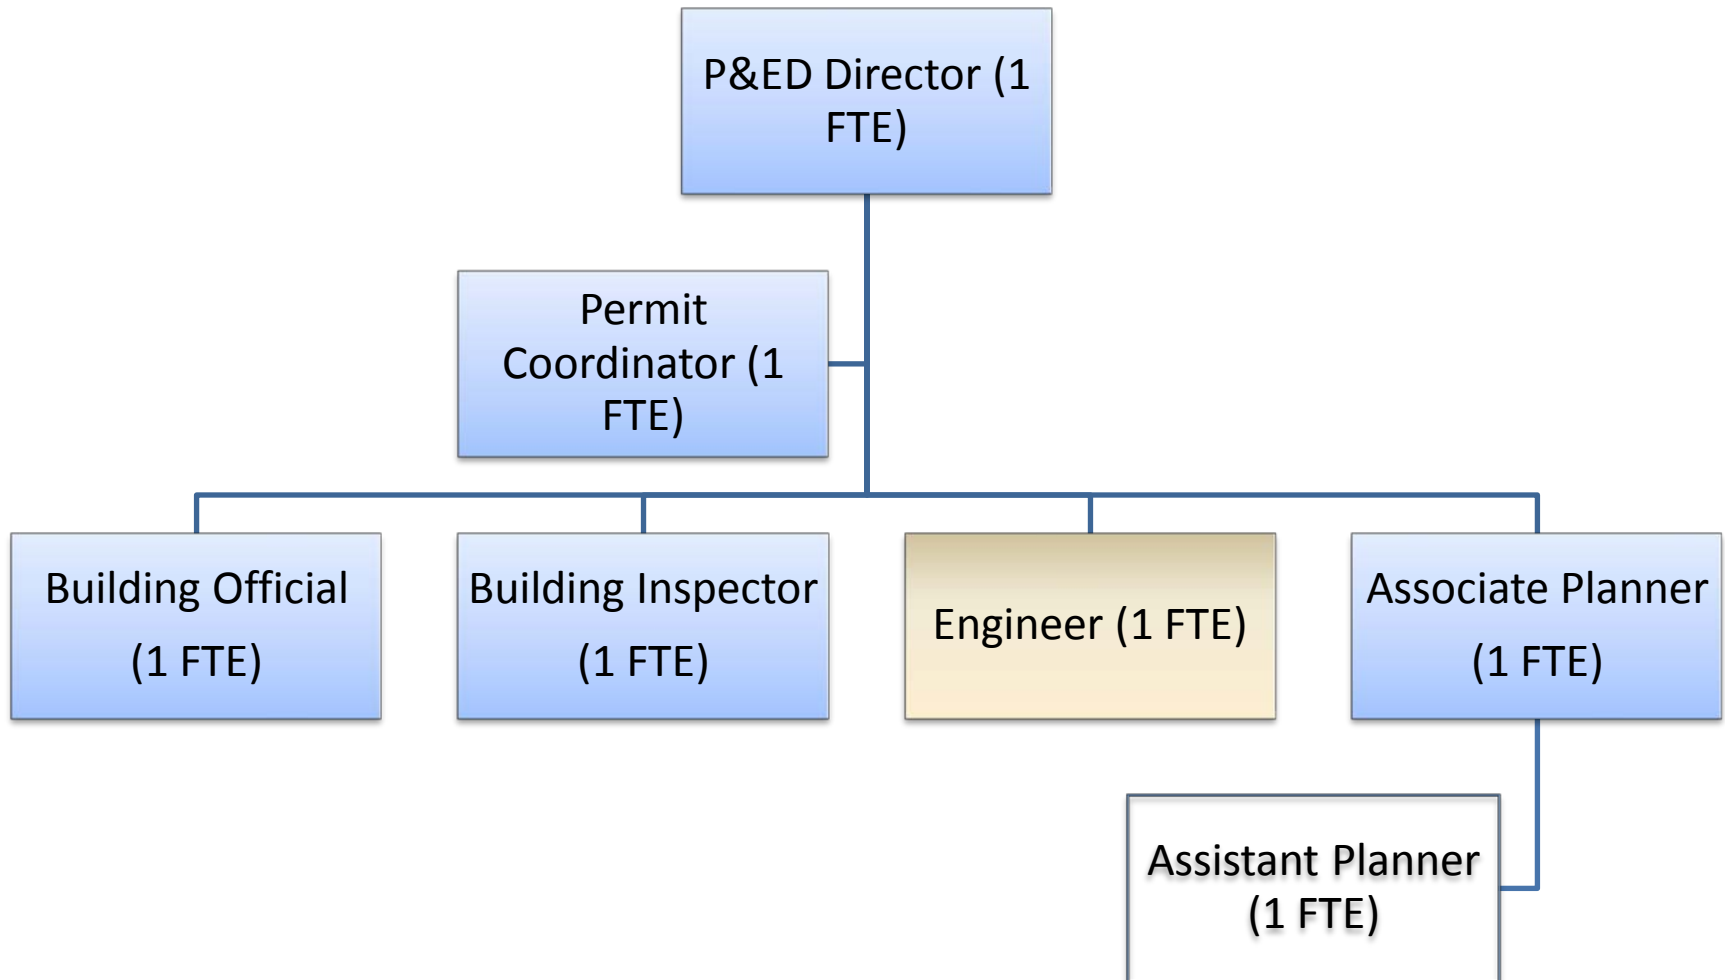 P&ED Director (1
FTE)
Permit
Coordinator (1
FTE)
Building Official
(1 FTE)
Building Inspector
(1 FTE)
Engineer (1 FTE)
Associate Planner
(1 FTE)
Assistant Planner
(1 FTE)